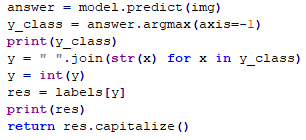 answer = model.predict(img)
y_class = answer.argmax(axis=-1)
print(y_class)
y = " ".join(str(x) for x in y_class)
y = int(y)
res = labels[y]
print(res)
return res.capitalize()